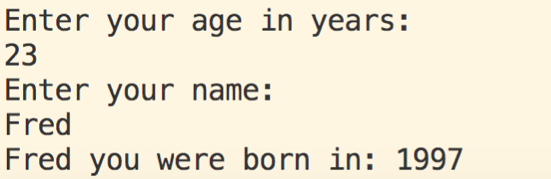 Enter your age in years:
23
Enter your name:
Fred
Fred you were born in: 1997